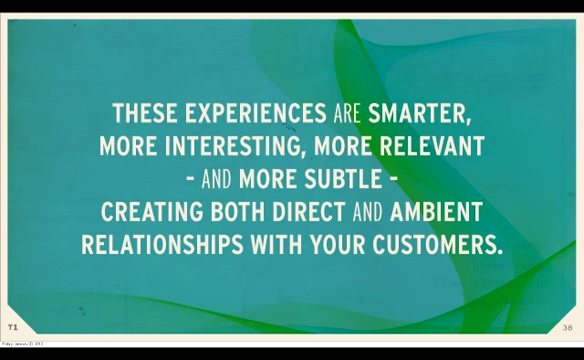 THESE EXPERIENCES ARE SMARTER,
MORE INTERESTING, MORE RELEVANT
- AND MORE SUBTLE -
CREATING BOTH DIRECT AND AMBIENT
RELATIONSHIPS WITH YOUR CUSTOMERS.
T1
38